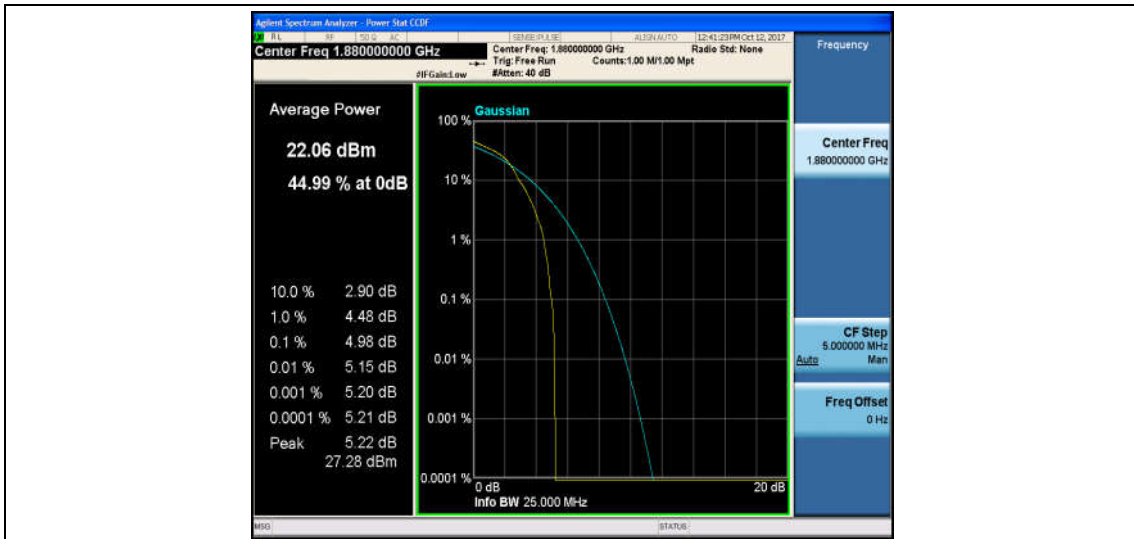 Agilent Spectrum Analyzer - Power Stat CCDF
RL RF 50 Ω AC SENSE:PULSE ALIGNAUTO 12:41:23PM Oct 12, 2017
Center Freq 1.880000000 GHz
Center Freq: 1.880000000 GHz Radio Std: None
Trig: Free Run Counts:1.00 M/1.00 Mpt
#IFGain:Low #Atten: 40 dB
Frequency
Center Freq
1.880000000 GHz
CF Step
5.000000 MHz
Auto Man
Freq Offset
0 Hz
Average Power
22.06 dBm
44.99 % at 0dB
10.0 % 2.90 dB
1.0 % 4.48 dB
0.1 % 4.98 dB
0.01 % 5.15 dB
0.001 % 5.20 dB
0.0001 % 5.21 dB
Peak 5.22 dB
27.28 dBm
Gaussian
100 %
10 %
1 %
0.1 %
0.01 %
0.001 %
0.0001 %
0 dB 20 dB
Info BW 25.000 MHz
MSG STATUS